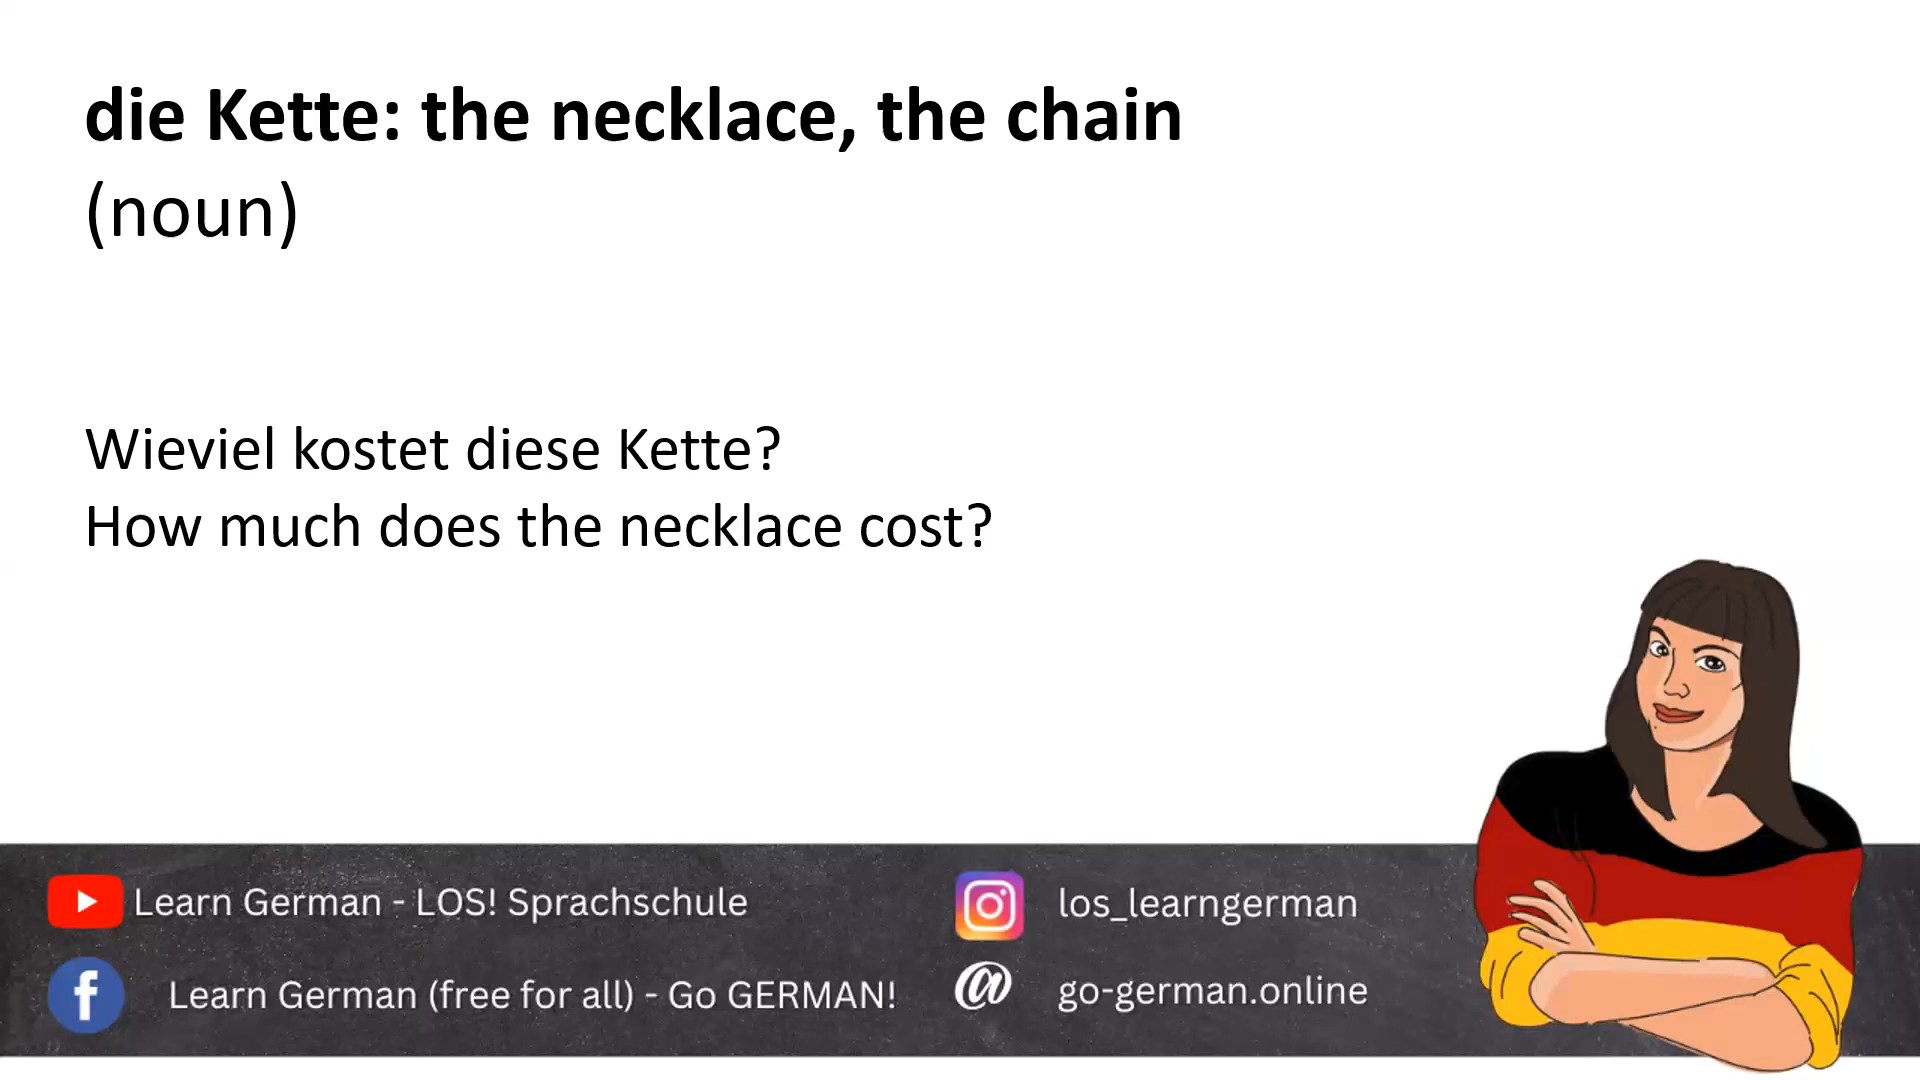 die Kette: the necklace, the chain
(noun)
Wieviel kostet diese Kette?
How much does the necklace cost?
Learn German - LOS! Sprachschule
los_learngerman
Learn German (free for all) - Go GERMAN!
@ go-german.online